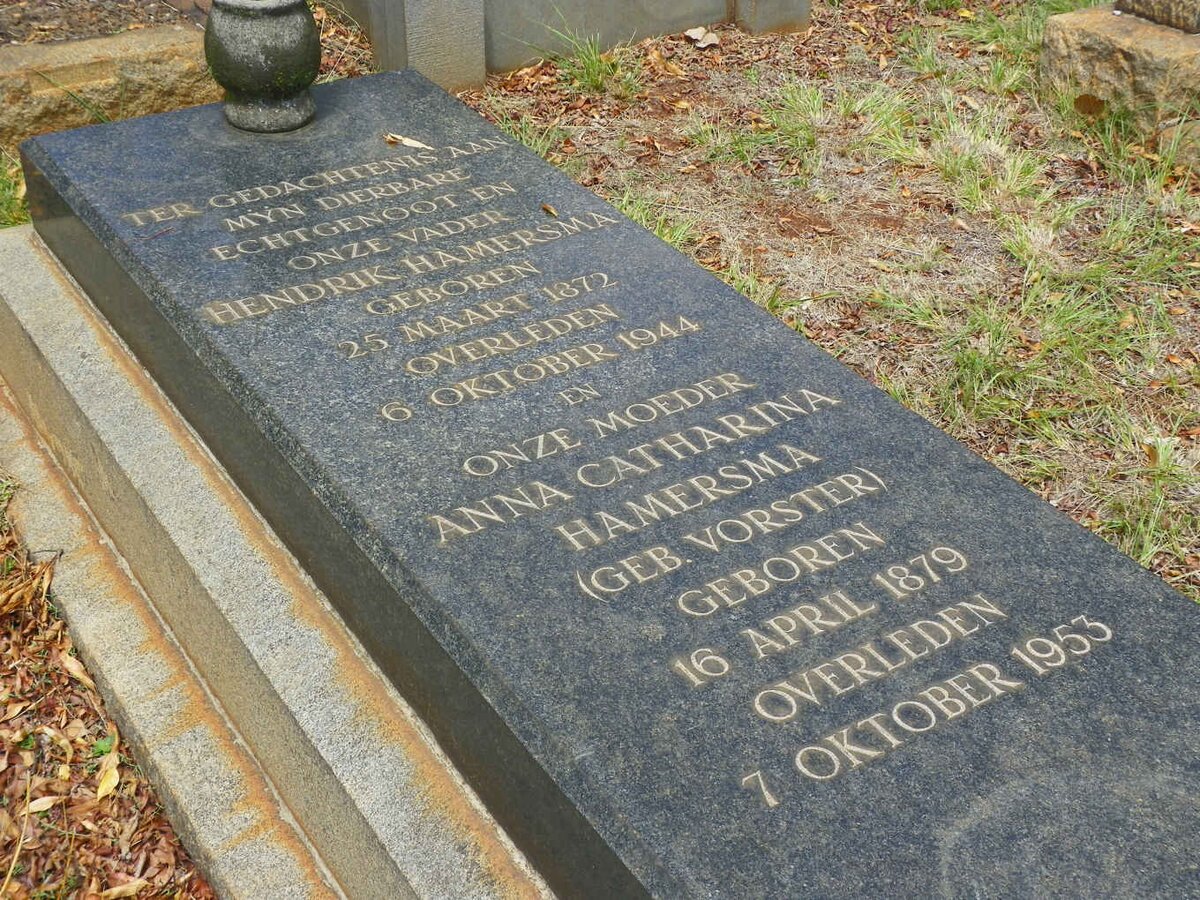 TER GEDACHTENIS AAN
MYN DIERBARE
ECHTGENOOT EN
ONZE VADER
HENDRIK HAMERSMA
GEBOREN
25 MAART 1872
OVERLEDEN
6 OKTOBER 1944
EN
ONZE MOEDER
ANNA CATHARINA
HAMERSMA
(GEB. VORSTER)
GEBOREN
16 APRIL 1879
OVERLEDEN
7 OKTOBER 1953